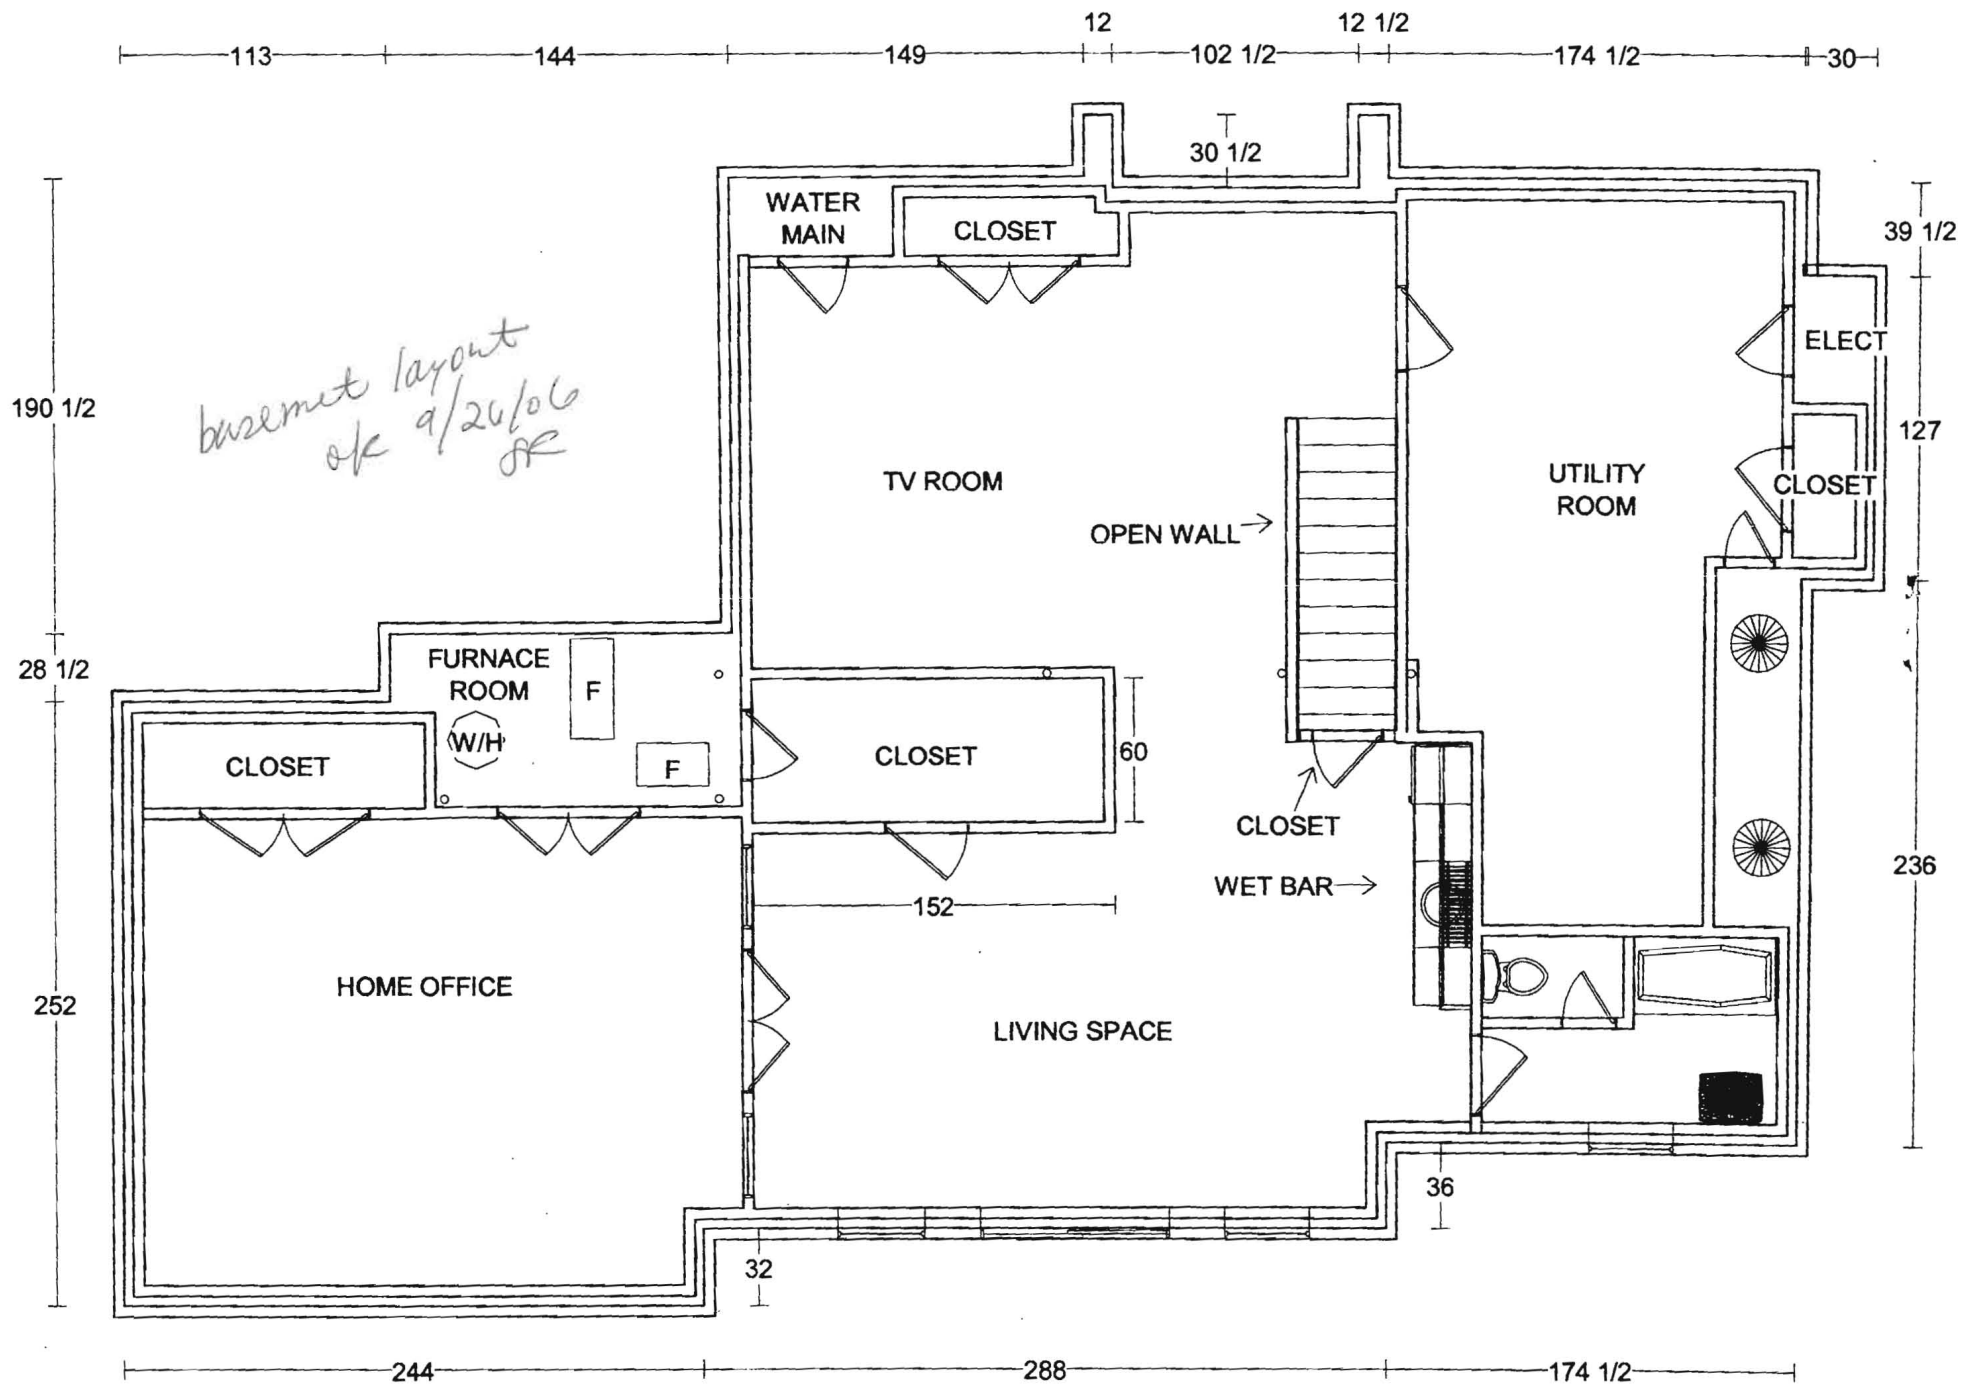 12
12 1/2
113
144
149
102 1/2
174 1/2
30
30 1/2
WATER
MAIN
CLOSET
39 1/2
basemet layout
ok 9/26/06
190 1/2
ELECT
127
TV ROOM
UTILITY
ROOM
CLOSET
OPEN WALL
28 1/2
FURNACE
ROOM
F
W/H
F
CLOSET
CLOSET
60
CLOSET
WET BAR
236
152
HOME OFFICE
252
LIVING SPACE
36
32
244
288
174 1/2